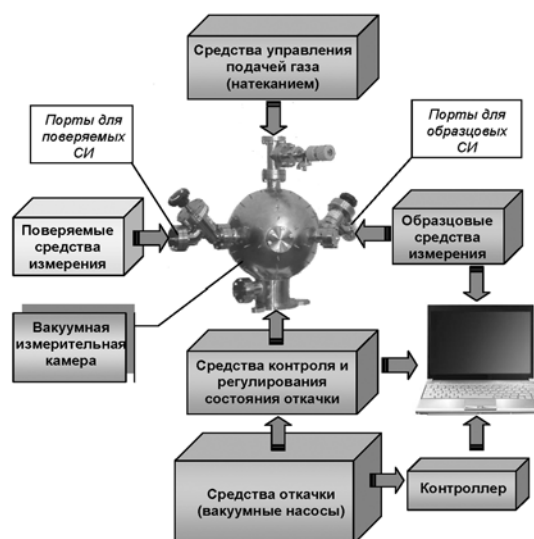 Средства управления
подачей газа
(натеканием)
Порты для
поверяемых
СИ
Порты для
образцовых
СИ
Поверяемые
средства
измерения
Образцовые
средства
измерения
Вакуумная
измерительная
камера
Средства контроля и
регулирования
состояния откачки
Средства откачки
(вакуумные насосы)
Контроллер